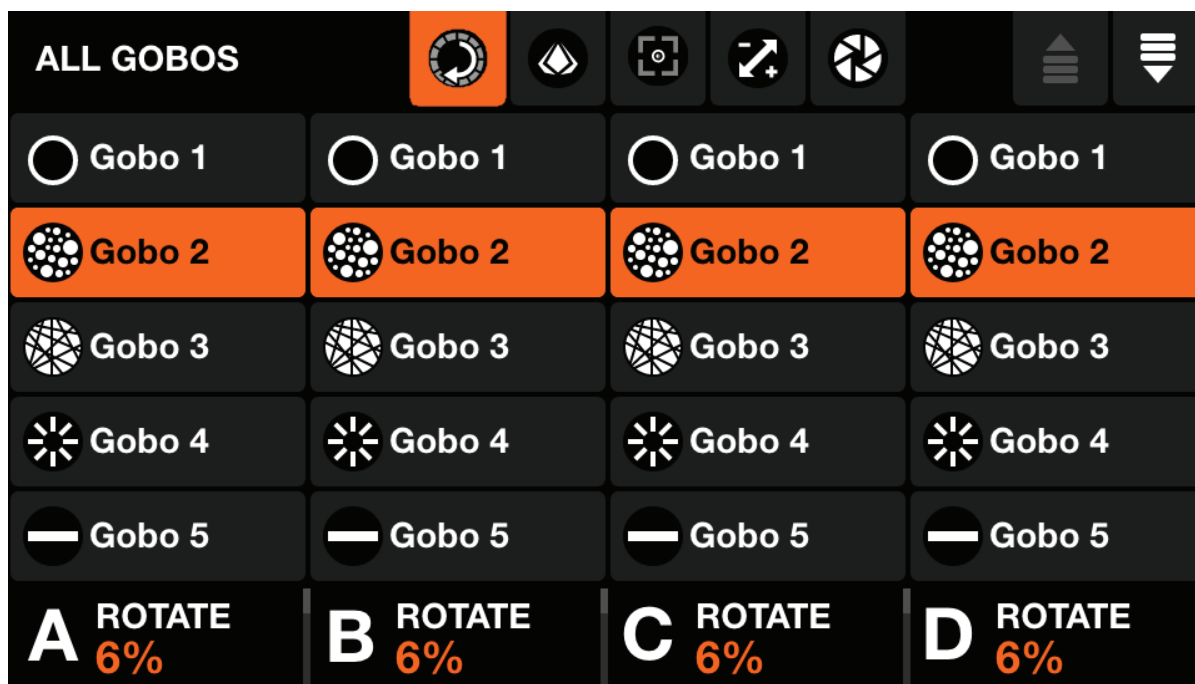 ALL GOBOS
Gobo 1 Gobo 1 Gobo 1 Gobo 1
Gobo 2 Gobo 2 Gobo 2 Gobo 2
Gobo 3 Gobo 3 Gobo 3 Gobo 3
Gobo 4 Gobo 4 Gobo 4 Gobo 4
Gobo 5 Gobo 5 Gobo 5 Gobo 5
A ROTATE 6% B ROTATE 6% C ROTATE 6% D ROTATE 6%